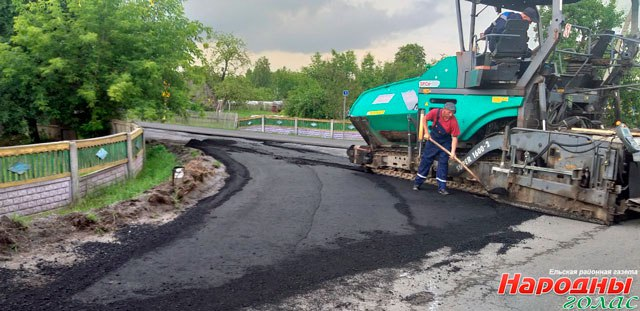 Ельская районная газета
Народны
голас